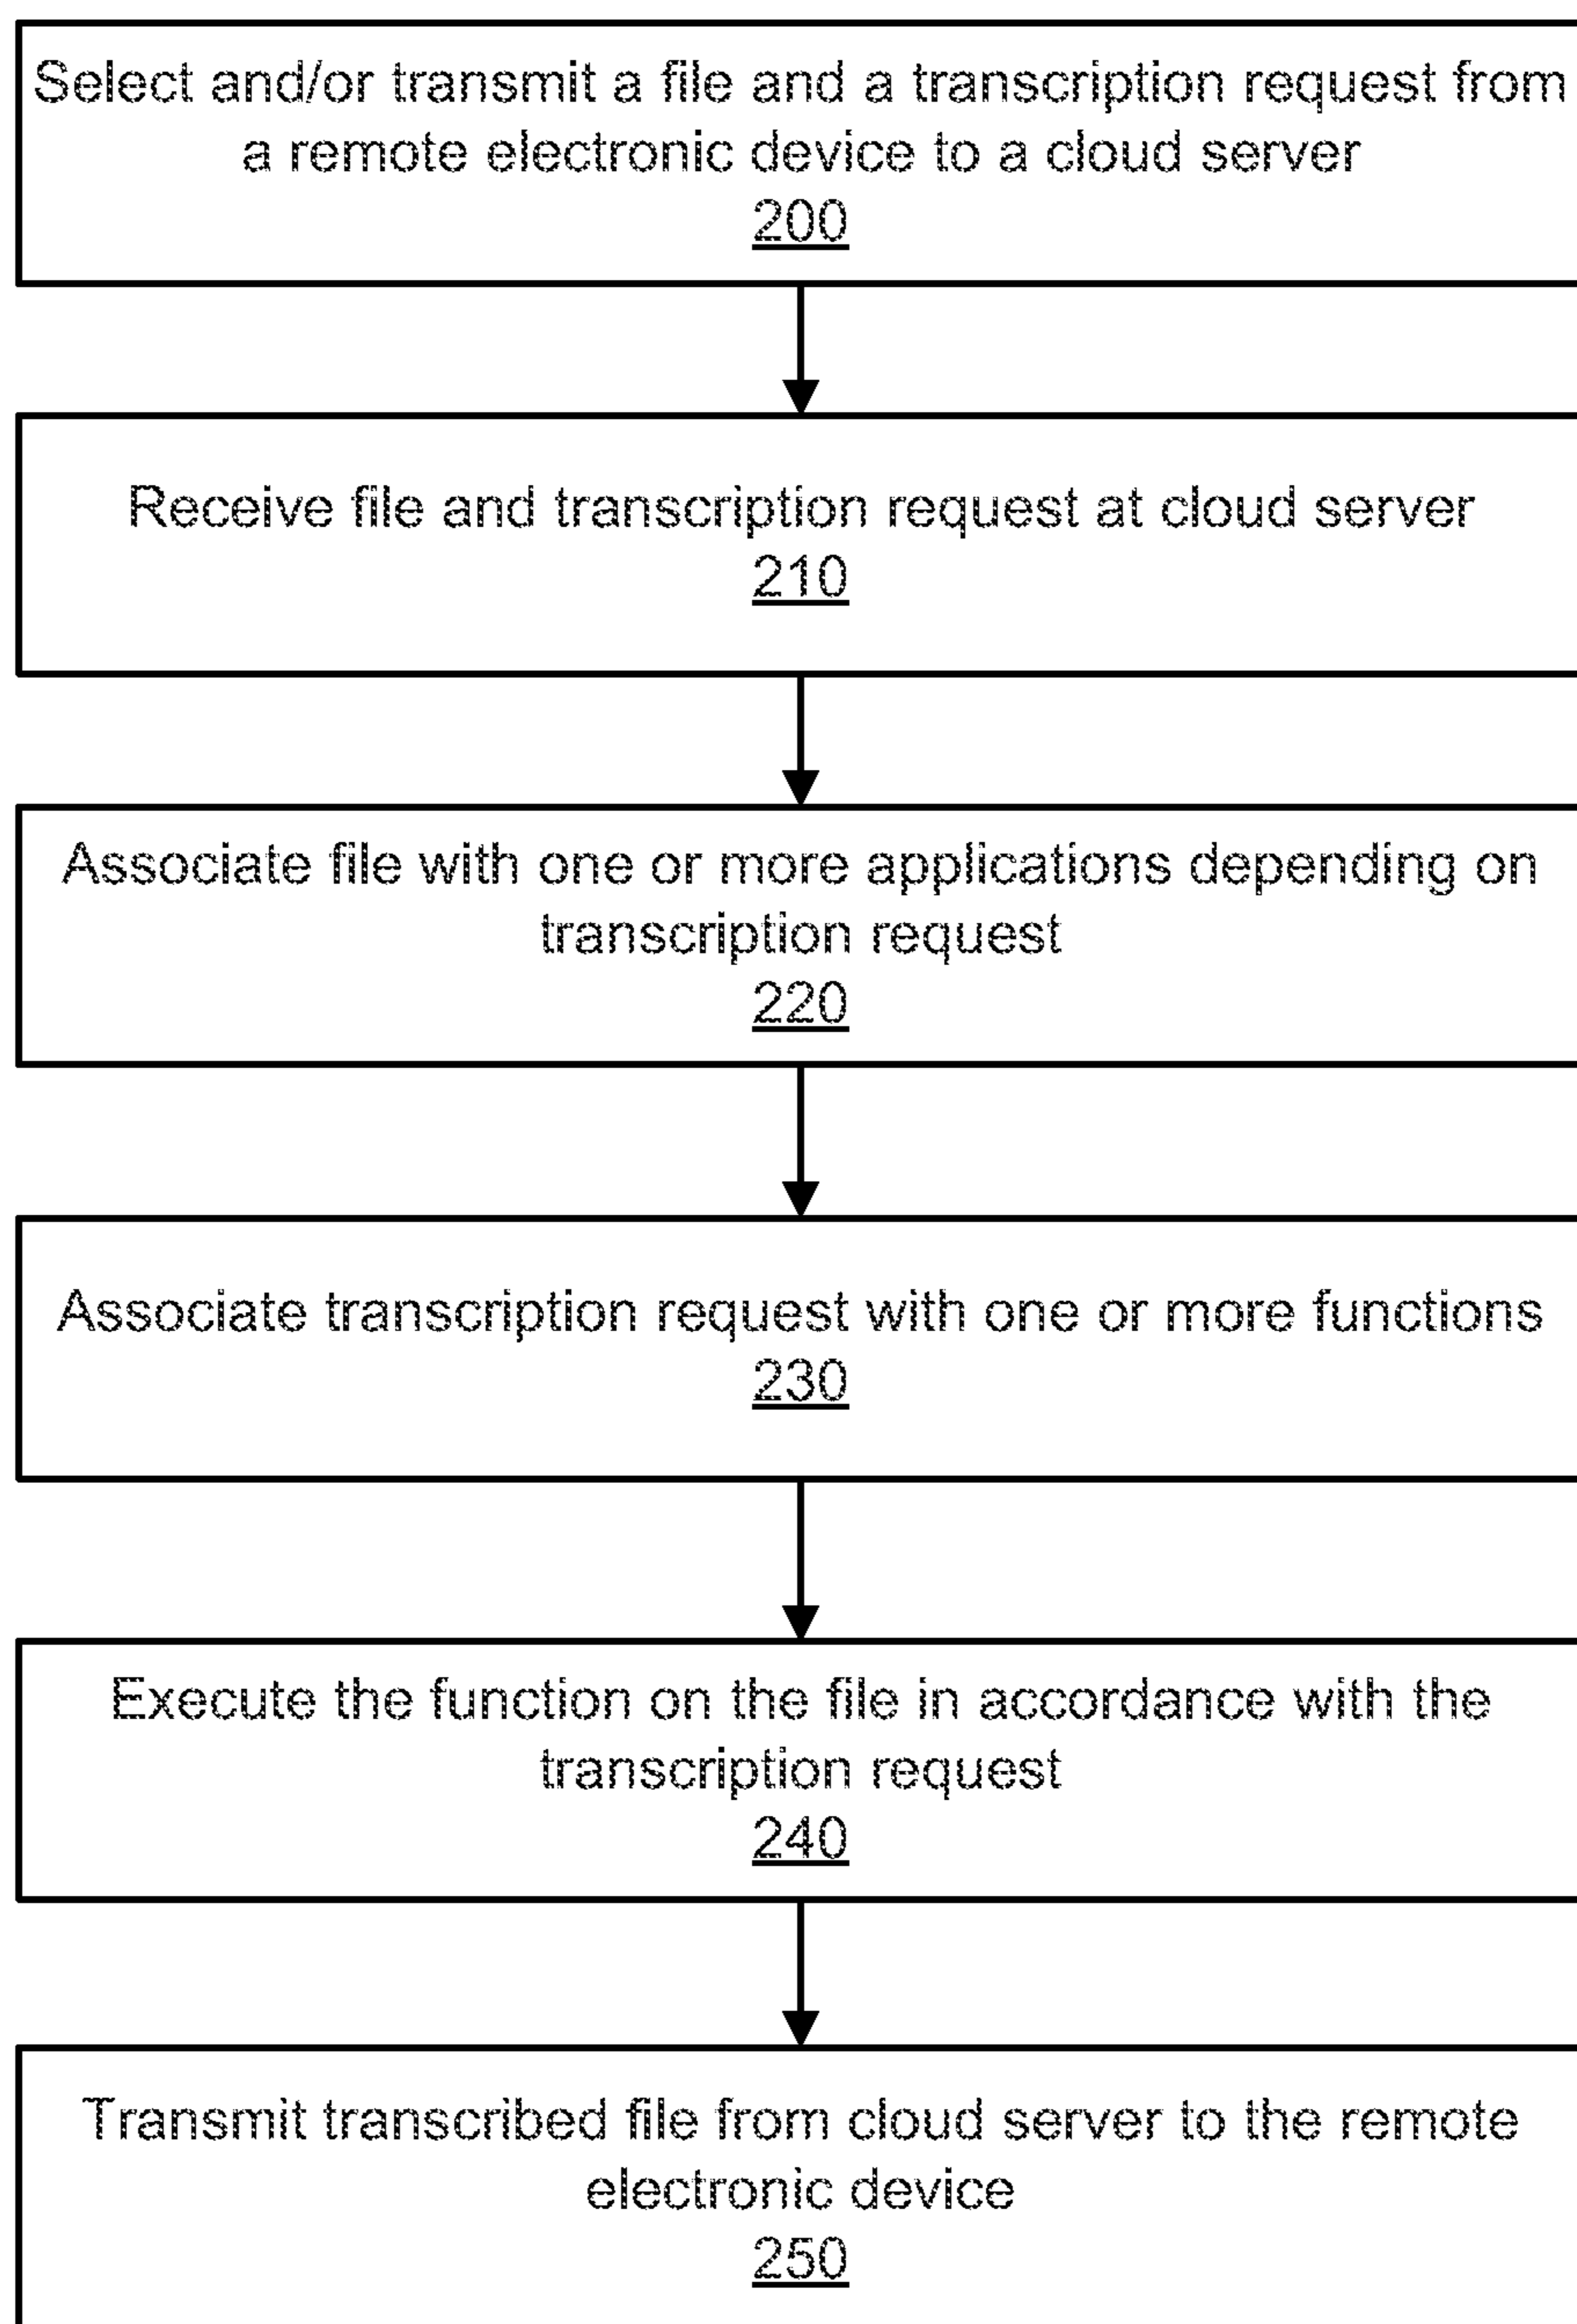 Select and/or transmit a file and a transcription request from
a remote electronic device to a cloud server
200
Receive file and transcription request at cloud server
210
Associate file with one or more applications depending on
transcription request
220
Associate transcription request with one or more functions
230
Execute the function on the file in accordance with the
transcription request
240
Transmit transcribed file from cloud server to the remote
electronic device
250